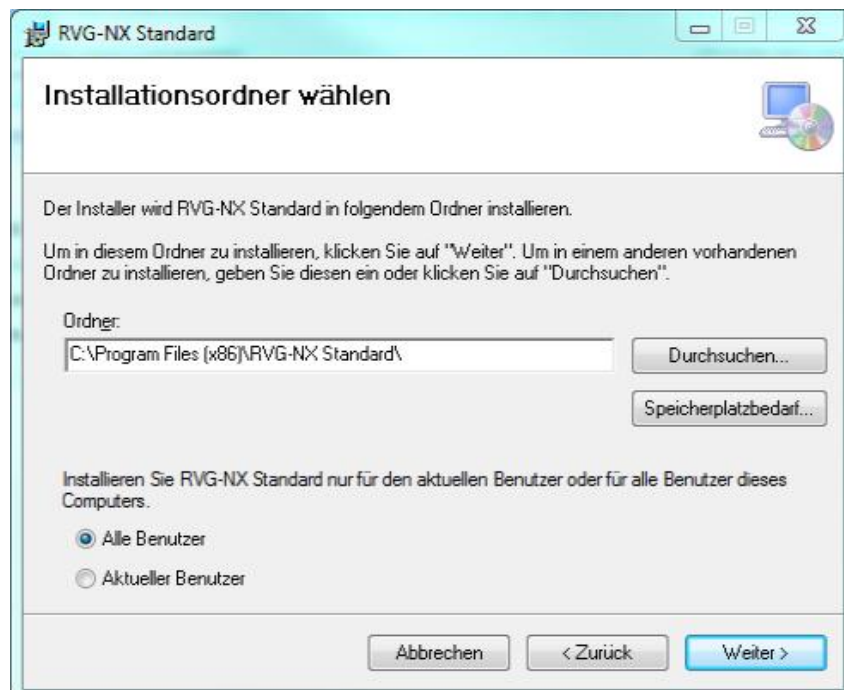 RVG-NX Standard
Installationsordner wählen
Der Installer wird RVG-NX Standard in folgendem Ordner installieren.
Um in diesem Ordner zu installieren, klicken Sie auf "Weiter". Um in einem anderen vorhandenen
Ordner zu installieren, geben Sie diesen ein oder klicken Sie auf "Durchsuchen".
Ordner:
C:\Program Files (x86)\RVG-NX Standard\
Durchsuchen...
Speicherplatzbedarf...
Installieren Sie RVG-NX Standard nur für den aktuellen Benutzer oder für alle Benutzer dieses
Computers.
Alle Benutzer
Aktueller Benutzer
Abbrechen
< Zurück
Weiter >